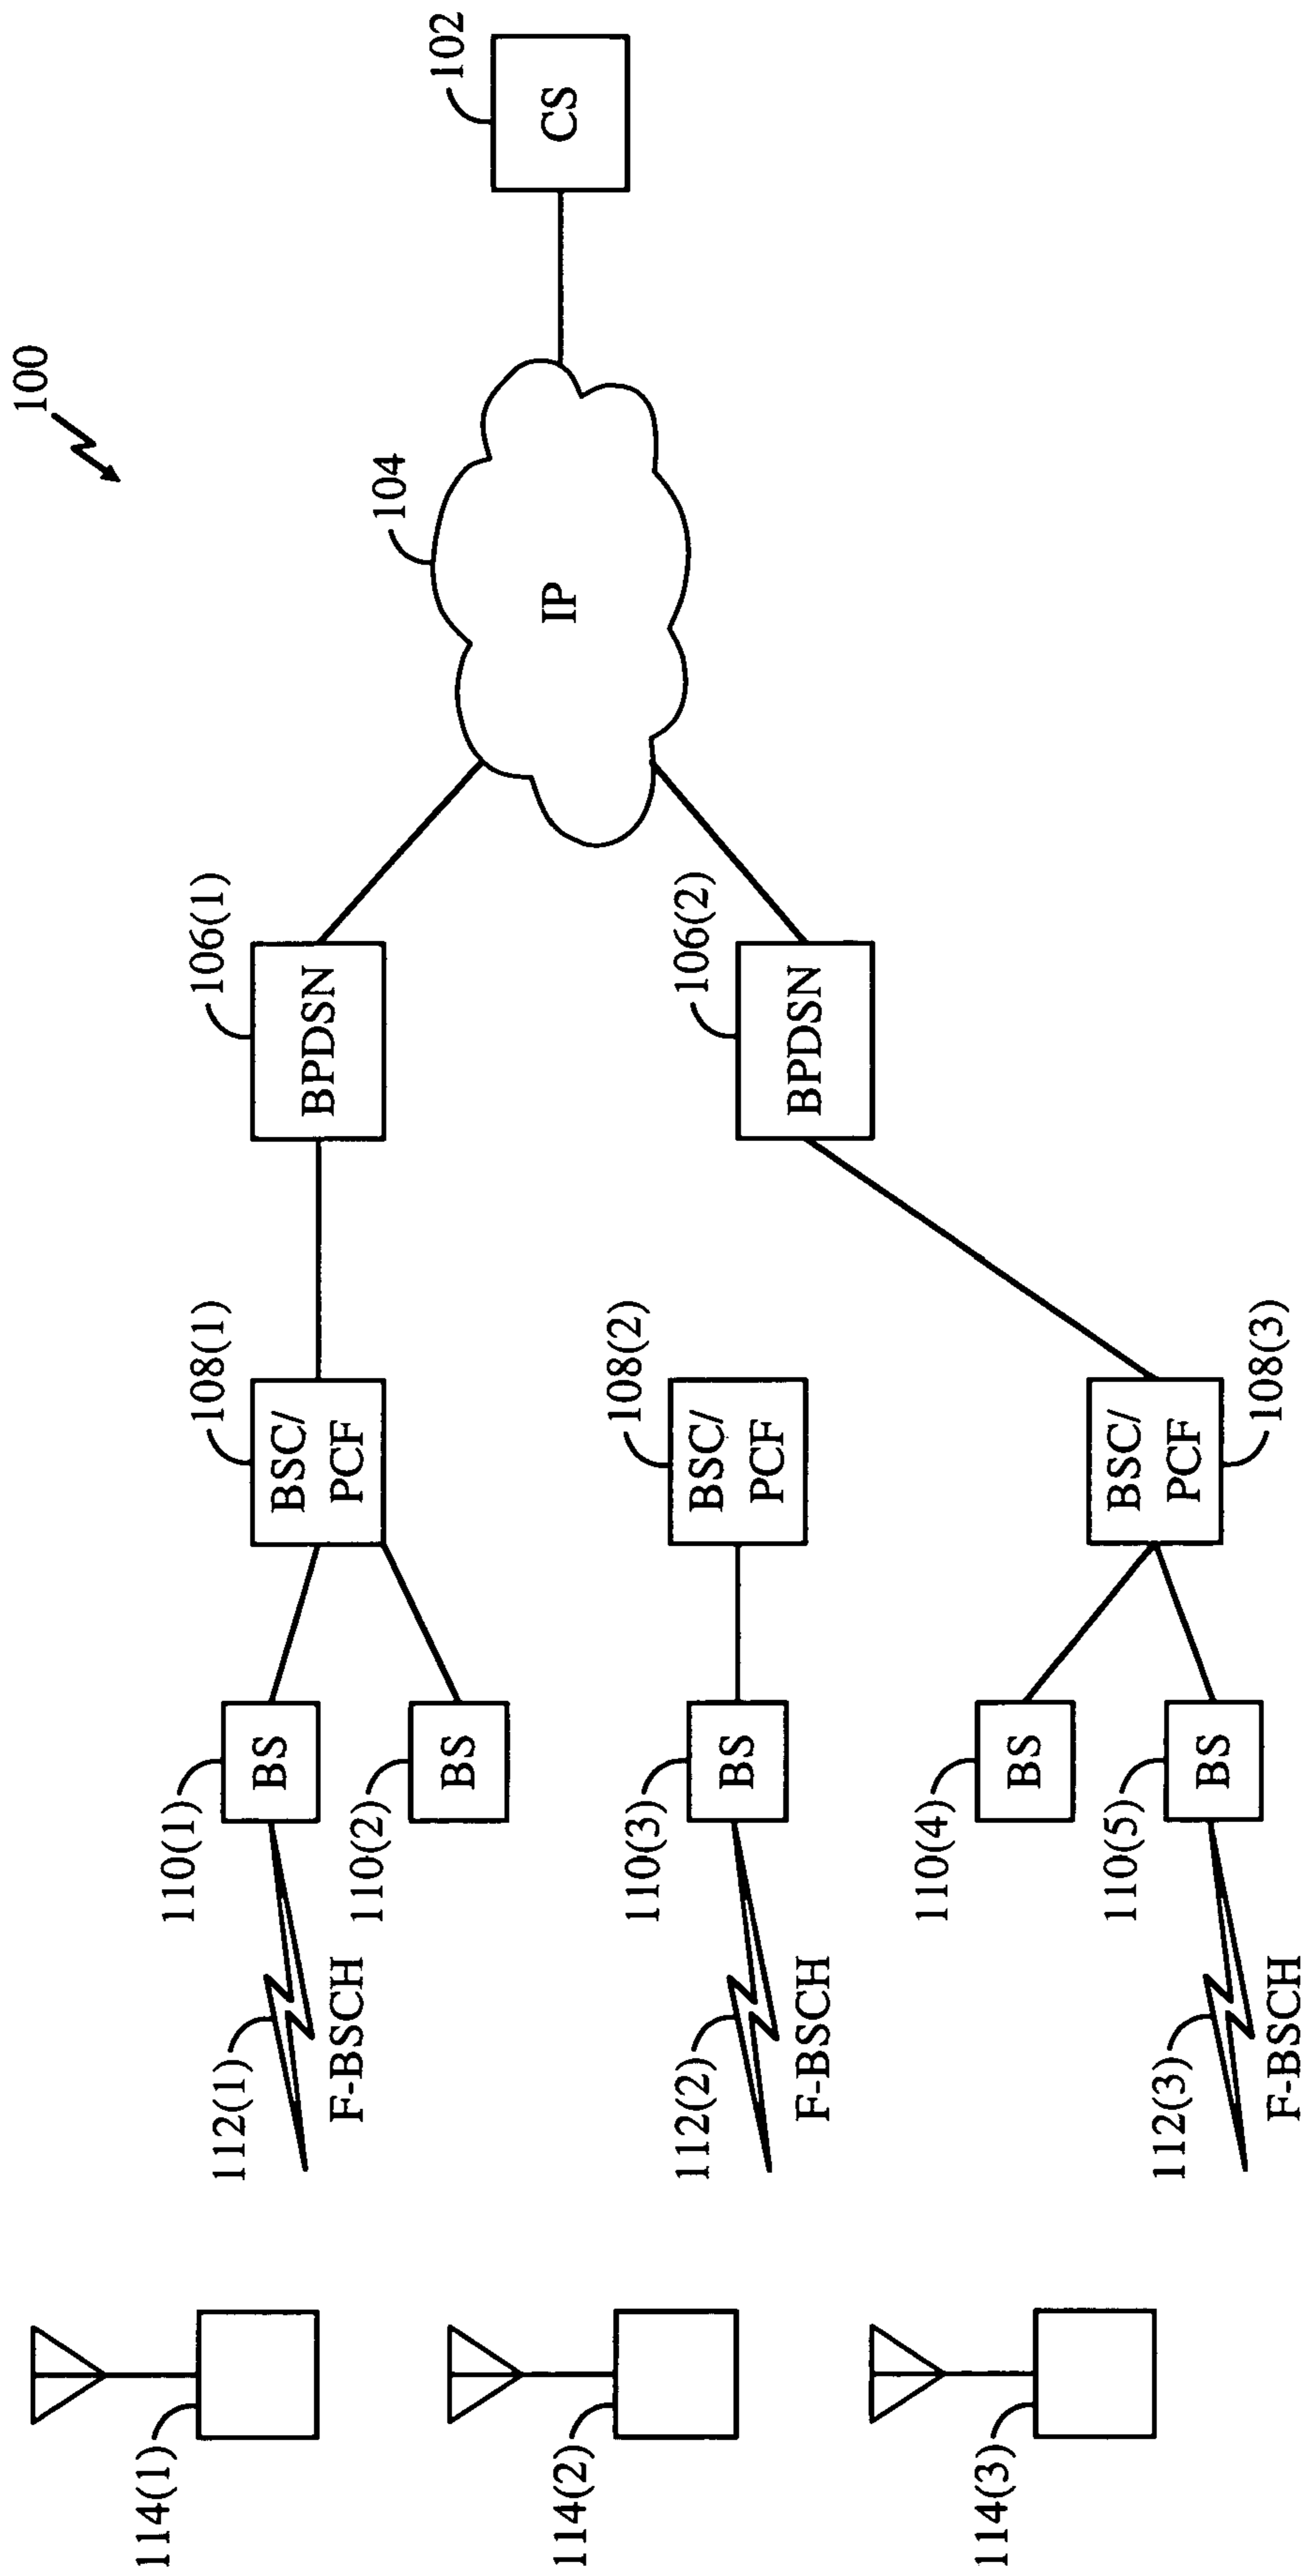 100
102
CS
104
IP
106(1)
BPDSN
106(2)
BPDSN
108(1)
BSC/
PCF
108(2)
BSC/
PCF
BSC/
PCF
108(3)
110(1)
BS
110(2)
BS
110(3)
BS
110(4)
BS
110(5)
BS
112(1)
F-BSCH
112(2)
F-BSCH
112(3)
F-BSCH
114(1)
114(2)
114(3)